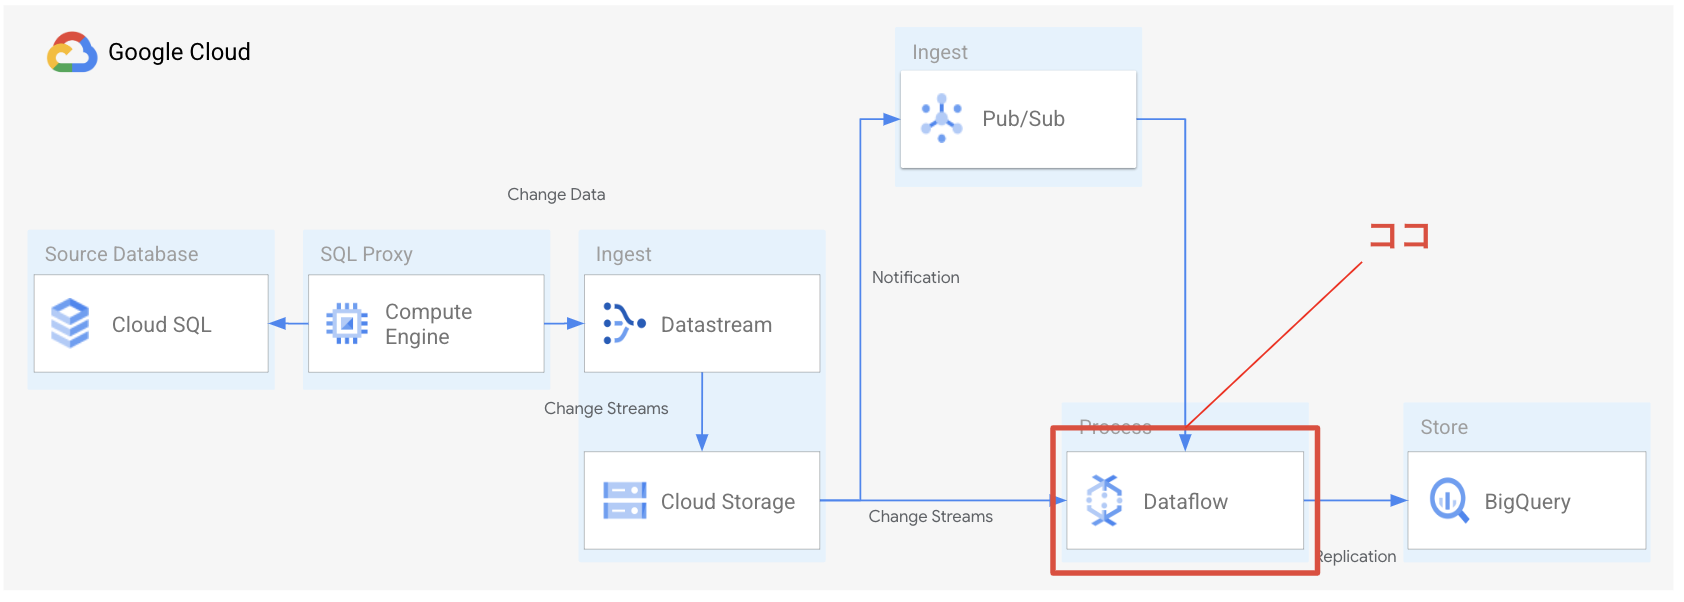 Google Cloud
Ingest
Pub/Sub
Change Data
Source Database
Cloud SQL
SQL Proxy
Compute
Engine
Ingest
Datastream
Notification
ココ
Change Streams
Cloud Storage
Change Streams
Process
Dataflow
Replication
Store
BigQuery